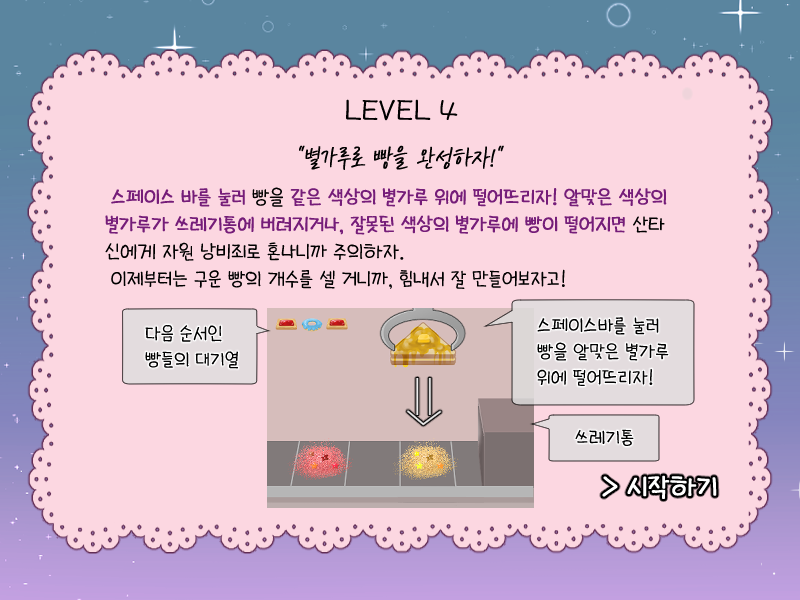 LEVEL 4
"별가루로 빵을 완성하자!"
스페이스 바를 눌러 빵을 같은 색상의 별가루 위에 떨어뜨리자! 알맞은 색상의
별가루가 쓰레기통에 버려지거나, 잘못된 색상의 별가루에 빵이 떨어지면 산타
신에게 자원 낭비죄로 혼나니까 주의하자.
이제부터는 구운 빵의 개수를 셀 거니까, 힘내서 잘 만들어보자고!
다음 순서인
빵들의 대기열
스페이스바를 눌러
빵을 알맞은 별가루
위에 떨어뜨리자!
쓰레기통
> 시작하기